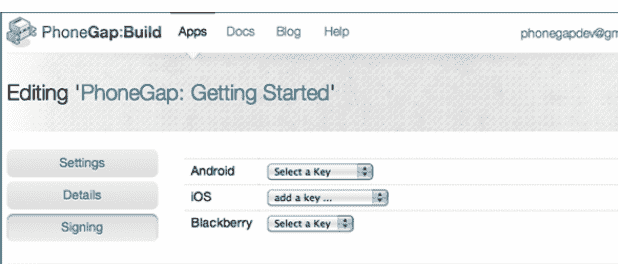 PhoneGap:Build Apps Docs Blog Help phonegapdev@gm
Editing 'PhoneGap: Getting Started'
Settings
Details
Signing
Android Select a Key
iOS add a key ...
Blackberry Select a Key